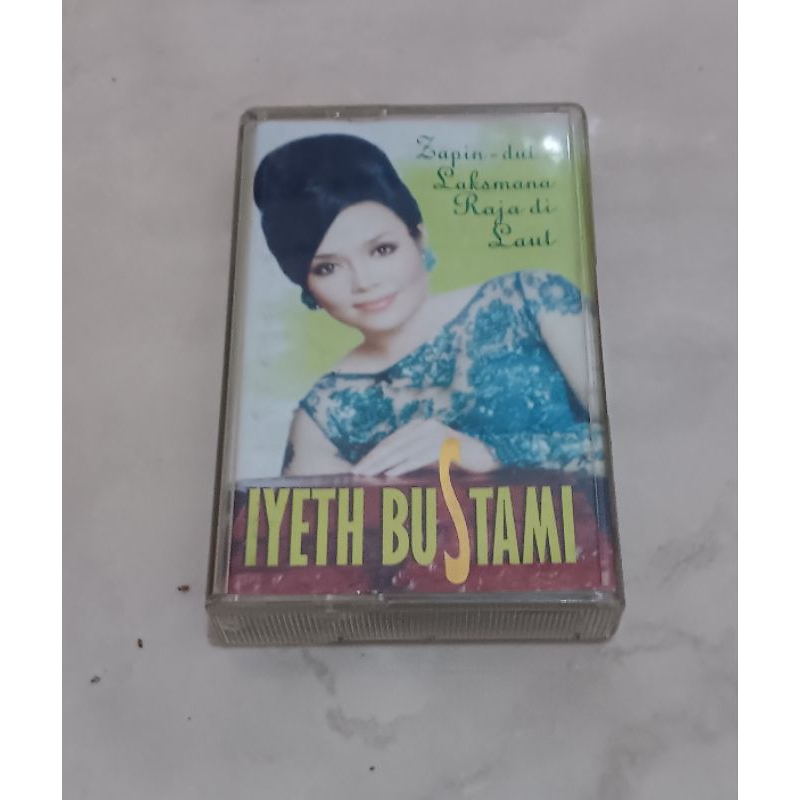 Zapin-dut
Laksmana
Raja di
Laut
IYETH BUSTAMI